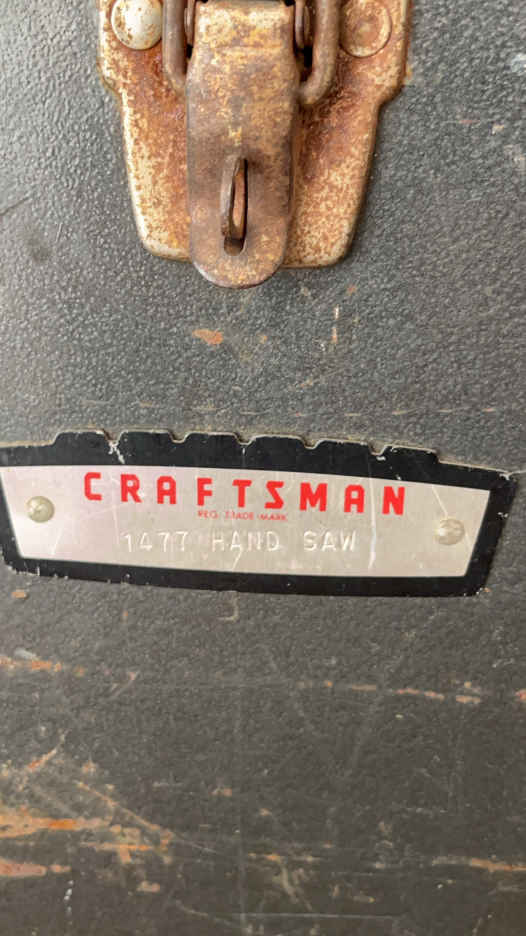 CRAFTSMAN
REG. TRADE-MARK
1477 HAND SAW